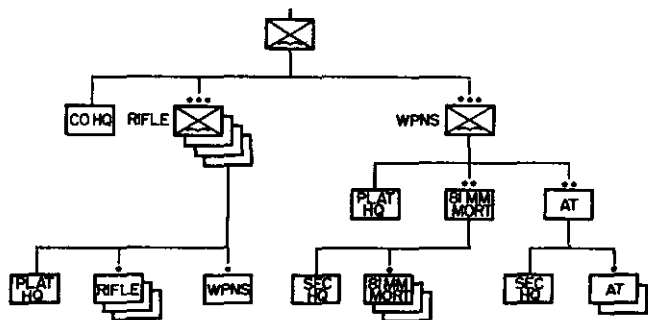 CO HQ
RIFLE
WPNS
PLAT
HQ
81 MM
MORT
AT
PLAT
HQ
RIFLE
WPNS
SEC
HQ
81 MM
MORT
SEC
HQ
AT